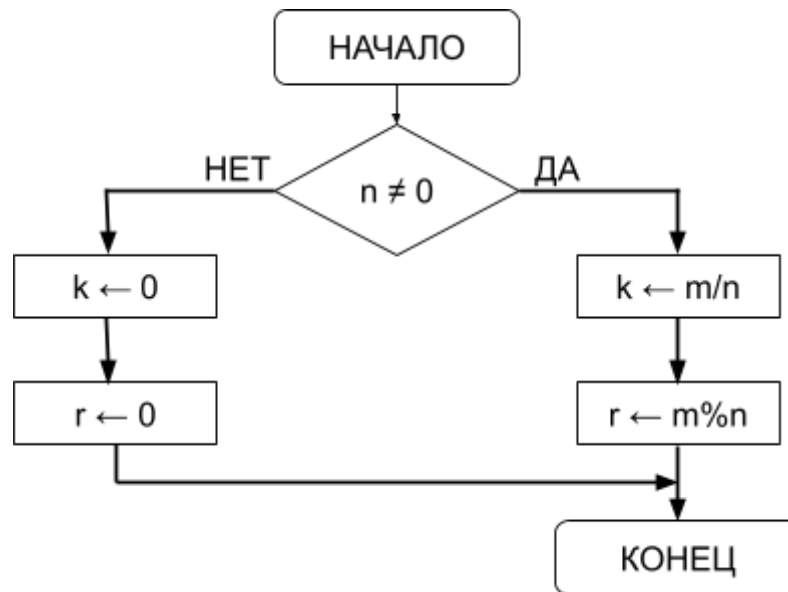 НАЧАЛО
НЕТ
n ≠ 0
ДА
k ← 0
k ← m/n
r ← 0
r ← m%n
КОНЕЦ